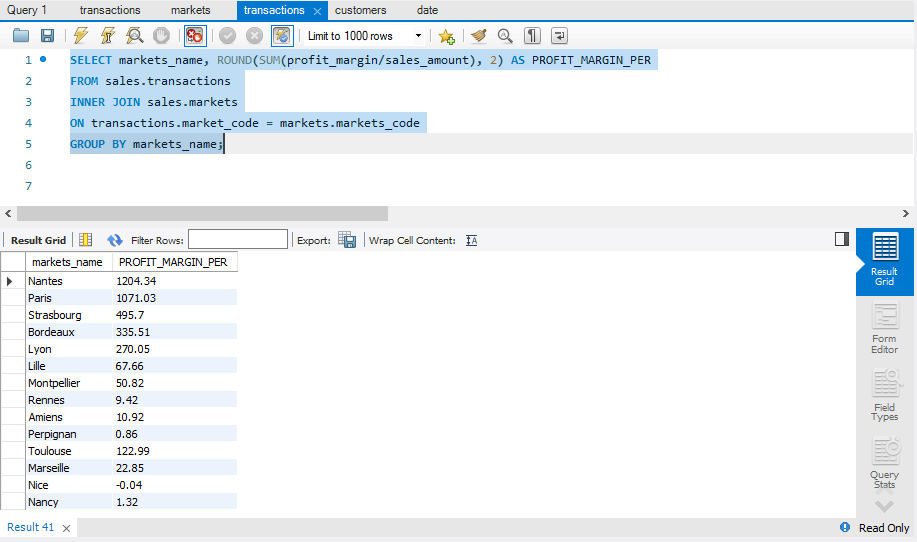 Query 1 transactions markets transactions customers date
Limit to 1000 rows
1 SELECT markets_name, ROUND(SUM(profit_margin/sales_amount), 2) AS PROFIT_MARGIN_PER
2 FROM sales.transactions
3 INNER JOIN sales.markets
4 ON transactions.market_code = markets.markets_code
5 GROUP BY markets_name;
6
7
Result Grid Filter Rows: Export: Wrap Cell Content:
markets_name PROFIT_MARGIN_PER
Nantes 1204.34
Paris 1071.03
Strasbourg 495.7
Bordeaux 335.51
Lyon 270.05
Lille 67.66
Montpellier 50.82
Rennes 9.42
Amiens 10.92
Perpignan 0.86
Toulouse 122.99
Marseille 22.85
Nice -0.04
Nancy 1.32
Result
Grid
Form
Editor
Field
Types
Query
Stats
Result 41
Read Only